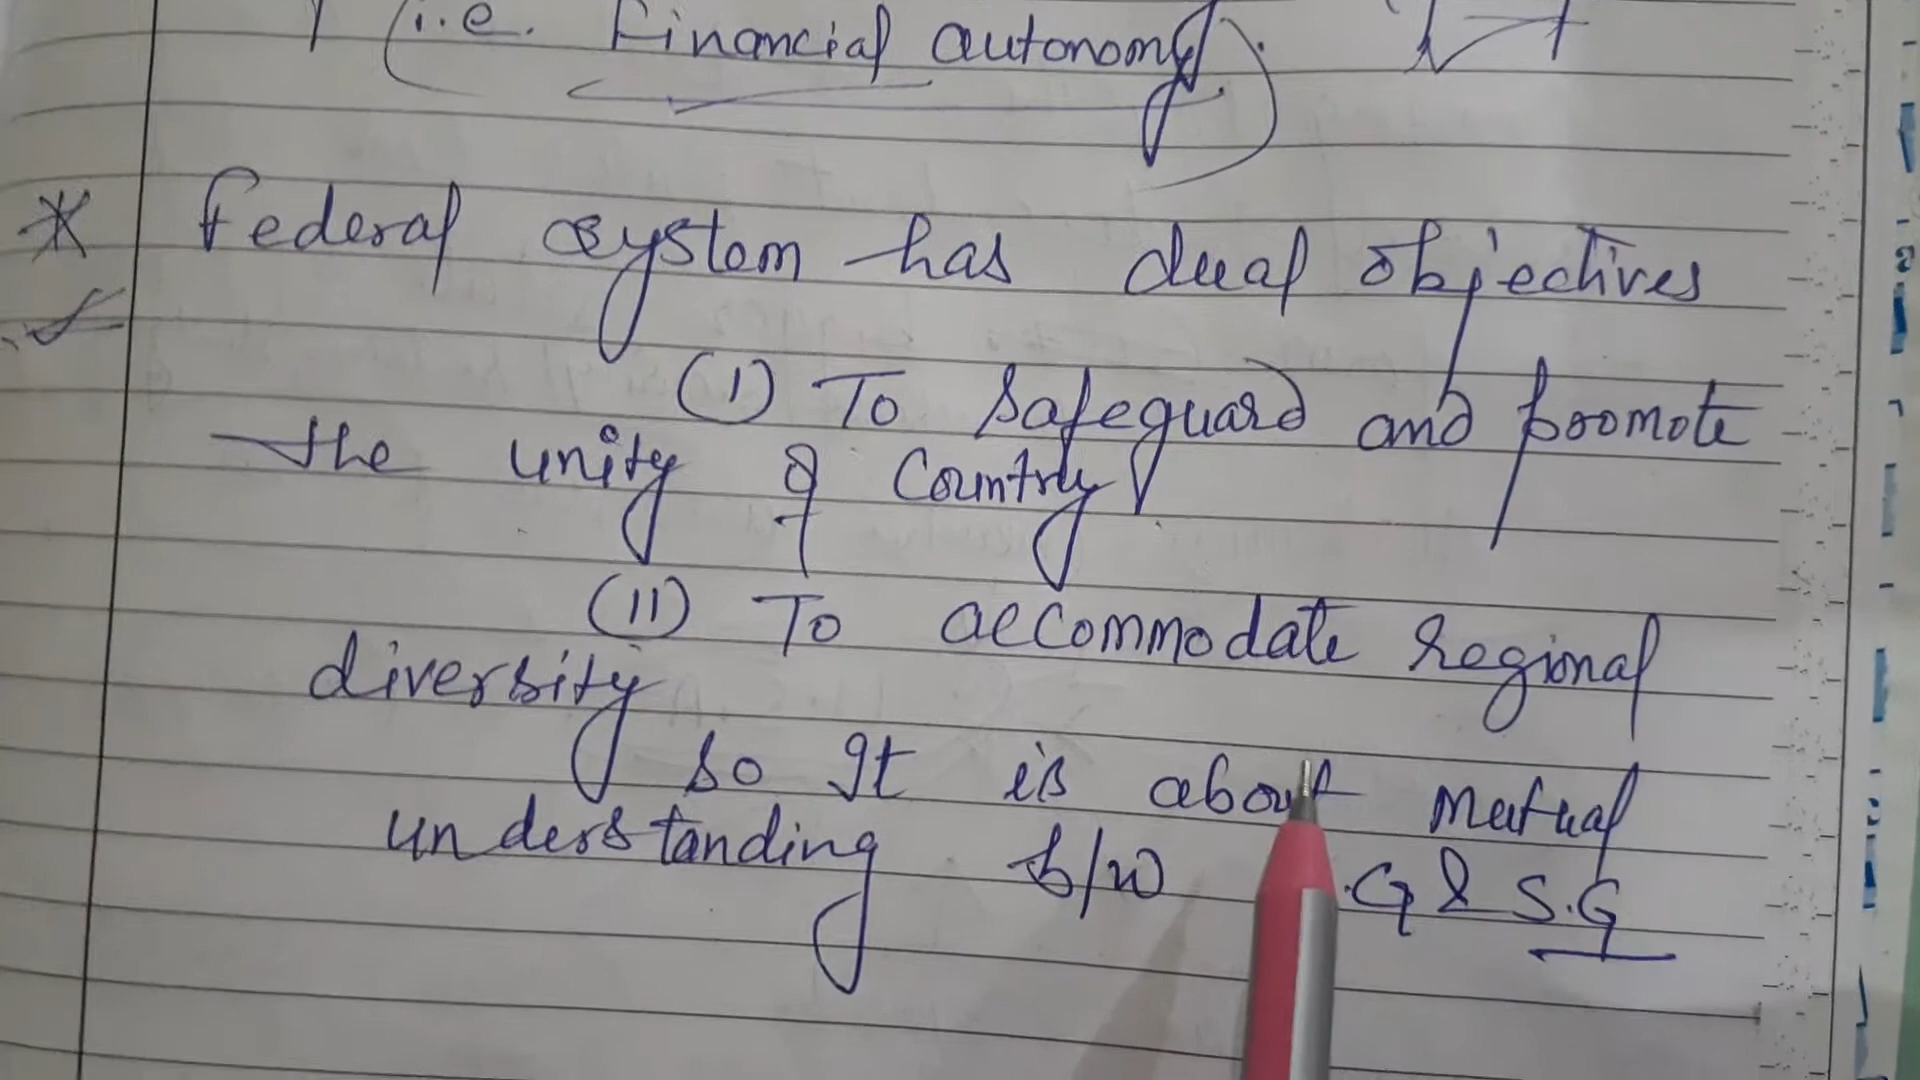 (i.e. Financial autonomy).
* Federal system has dual objectives
(I) To safeguard and promote
the unity of Country
(II) To accommodate regional
diversity
so It is about mutual
understanding b/w .G & S.G